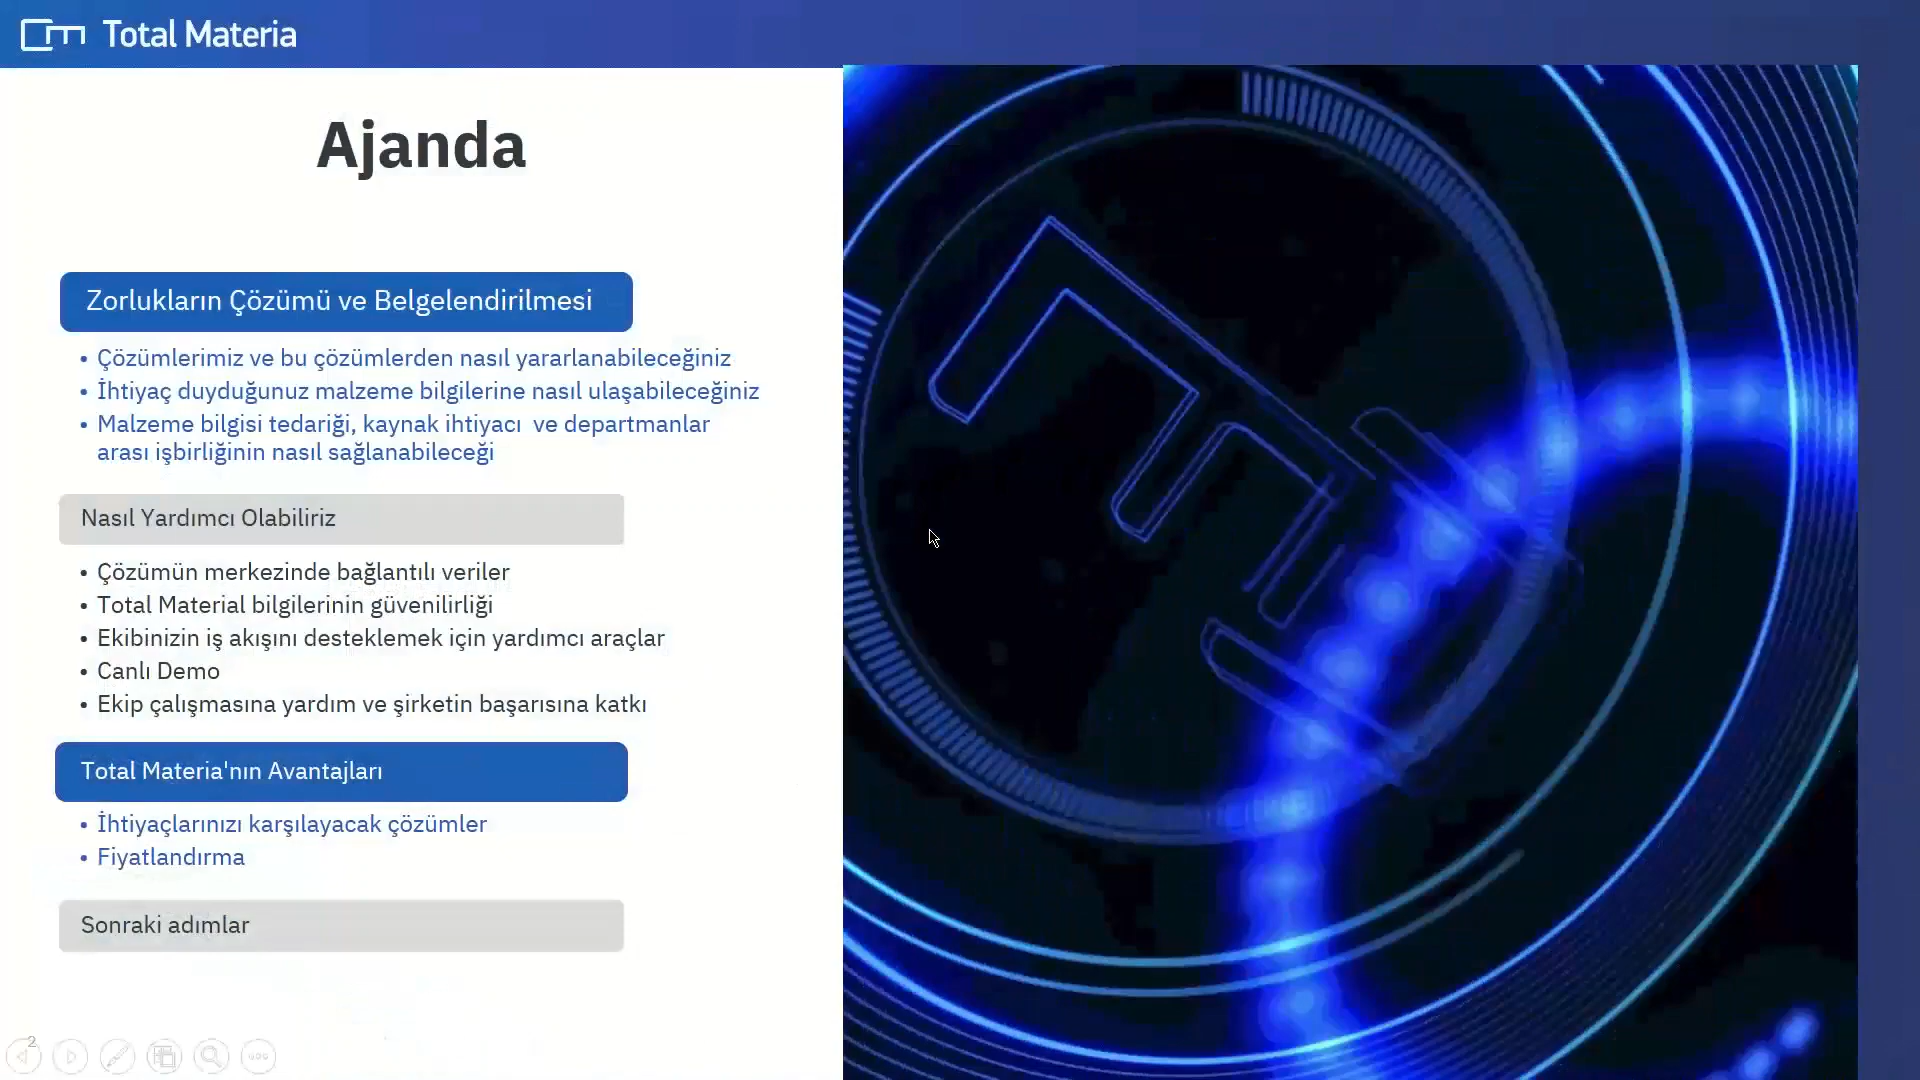 Total Materia
Ajanda
Zorlukların Çözümü ve Belgelendirilmesi
• Çözümlerimiz ve bu çözümlerden nasıl yararlanabileceğiniz
• İhtiyaç duyduğunuz malzeme bilgilerine nasıl ulaşabileceğiniz
• Malzeme bilgisi tedariği, kaynak ihtiyacı ve departmanlar
arası işbirliğinin nasıl sağlanabileceği
Nasıl Yardımcı Olabiliriz
• Çözümün merkezinde bağlantılı veriler
• Total Material bilgilerinin güvenilirliği
• Ekibinizin iş akışını desteklemek için yardımcı araçlar
• Canlı Demo
• Ekip çalışmasına yardım ve şirketin başarısına katkı
Total Materia'nın Avantajları
• İhtiyaçlarınızı karşılayacak çözümler
• Fiyatlandırma
Sonraki adımlar
2